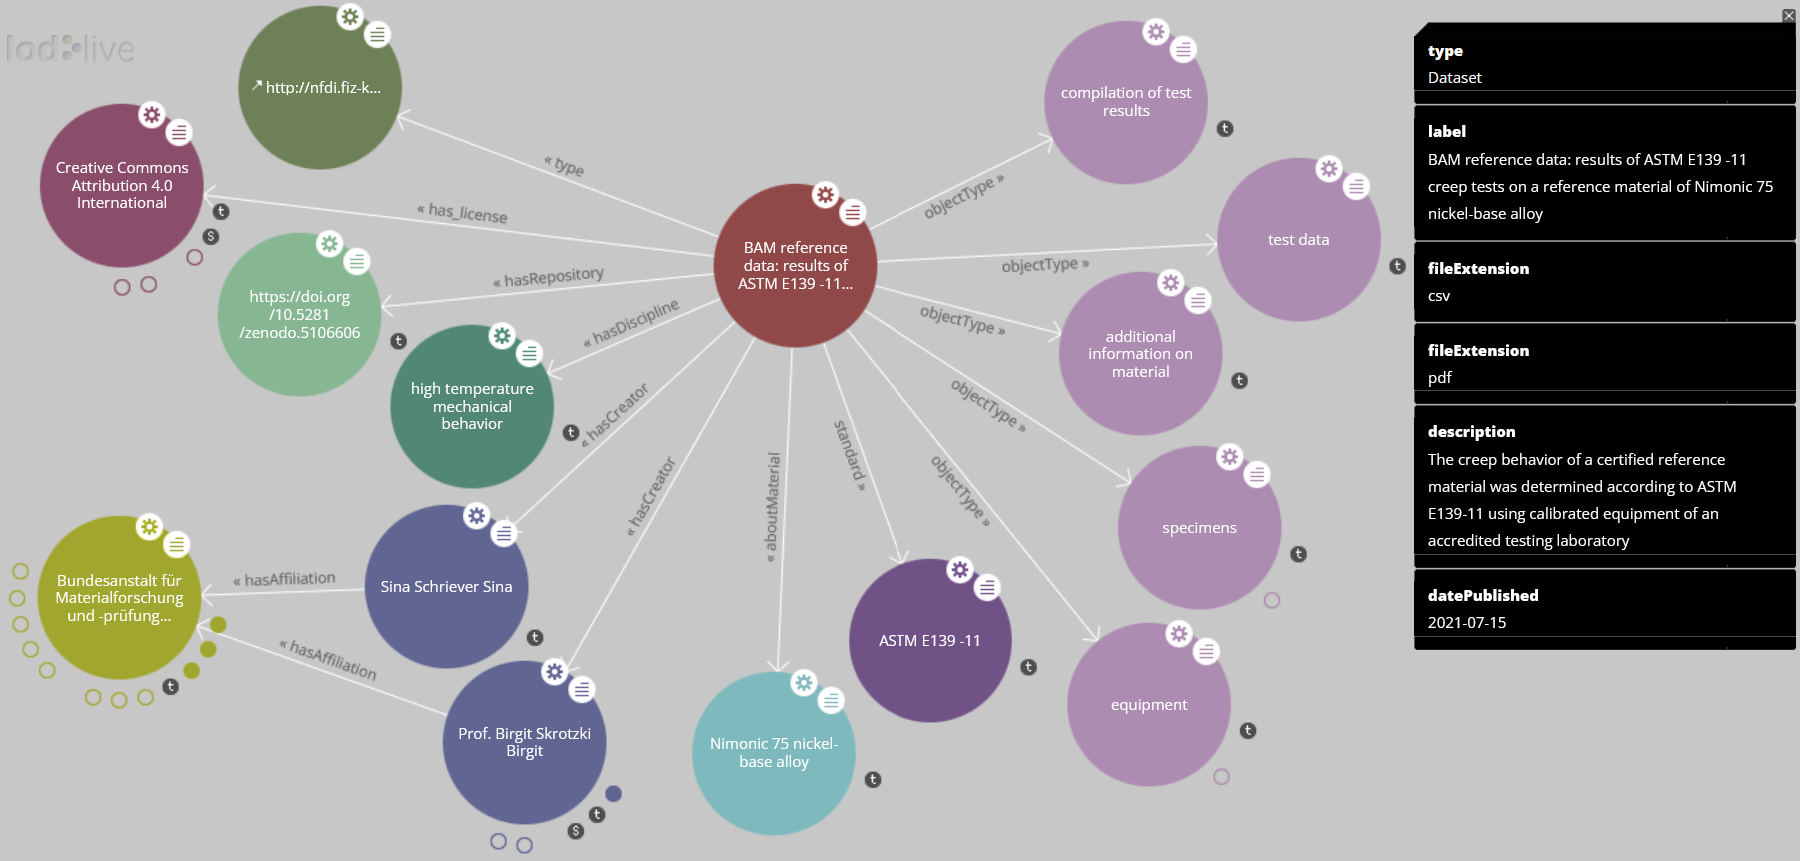 lod live
http://nfdi.fiz-k...
Creative Commons
Attribution 4.0
International
https://doi.org
/10.5281
/zenodo.5106606
high temperature
mechanical
behavior
Bundesanstalt für
Materialforschung
und -prüfung...
Sina Schriever Sina
Prof. Birgit Skrotzki
Birgit
BAM reference
data: results of
ASTM E139 -11...
Nimonic 75 nickel-
base alloy
ASTM E139 -11
compilation of test
results
test data
additional
information on
material
specimens
equipment
« type
« has_license
« hasRepository
« hasDiscipline
« hasCreator
« hasCreator
« hasAffiliation
« hasAffiliation
« aboutMaterial
standard »
objectType »
objectType »
objectType »
objectType »
objectType »
t
s
t
t
t
t
t
s
t
t
t
t
t
t
t
type
Dataset
label
BAM reference data: results of ASTM E139 -11
creep tests on a reference material of Nimonic 75
nickel-base alloy
fileExtension
csv
fileExtension
pdf
description
The creep behavior of a certified reference
material was determined according to ASTM
E139-11 using calibrated equipment of an
accredited testing laboratory
datePublished
2021-07-15